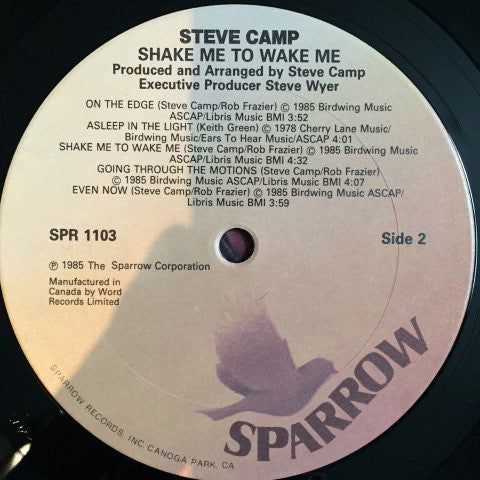 STEVE CAMP
SHAKE ME TO WAKE ME
Produced and Arranged by Steve Camp
Executive Producer Steve Wyer
ON THE EDGE (Steve Camp/Rob Frazier) © 1985 Birdwing Music
ASCAP/Libris Music BMI 3:52
ASLEEP IN THE LIGHT (Keith Green) © 1978 Cherry Lane Music/
Birdwing Music/Ears To Hear Music/ASCAP 4:01
SHAKE ME TO WAKE ME (Steve Camp/Rob Frazier) © 1985 Birdwing
Music ASCAP/Libris Music BMI 4:32
GOING THROUGH THE MOTIONS (Steve Camp/Rob Frazier)
© 1985 Birdwing Music ASCAP/Libris Music BMI 4:07
EVEN NOW (Steve Camp/Rob Frazier) © 1985 Birdwing Music ASCAP/
Libris Music BMI 3:59
SPR 1103
Side 2
℗ 1985 The Sparrow Corporation
Manufactured in
Canada by Word
Records Limited
SPARROW
SPARROW RECORDS, INC. CANOGA PARK, CA